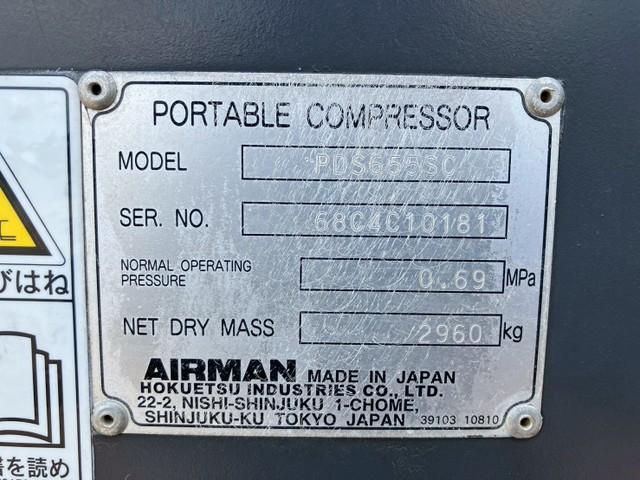 PORTABLE COMPRESSOR
MODEL PDS655SC
SER. NO. 68C4C10181
NORMAL OPERATING PRESSURE 0.69 MPa
NET DRY MASS 2960 kg
AIRMAN MADE IN JAPAN
HOKUETSU INDUSTRIES CO., LTD.
22-2, NISHI-SHINJUKU 1-CHOME,
SHINJUKU-KU TOKYO JAPAN 39103 10810
びはね
書を読め